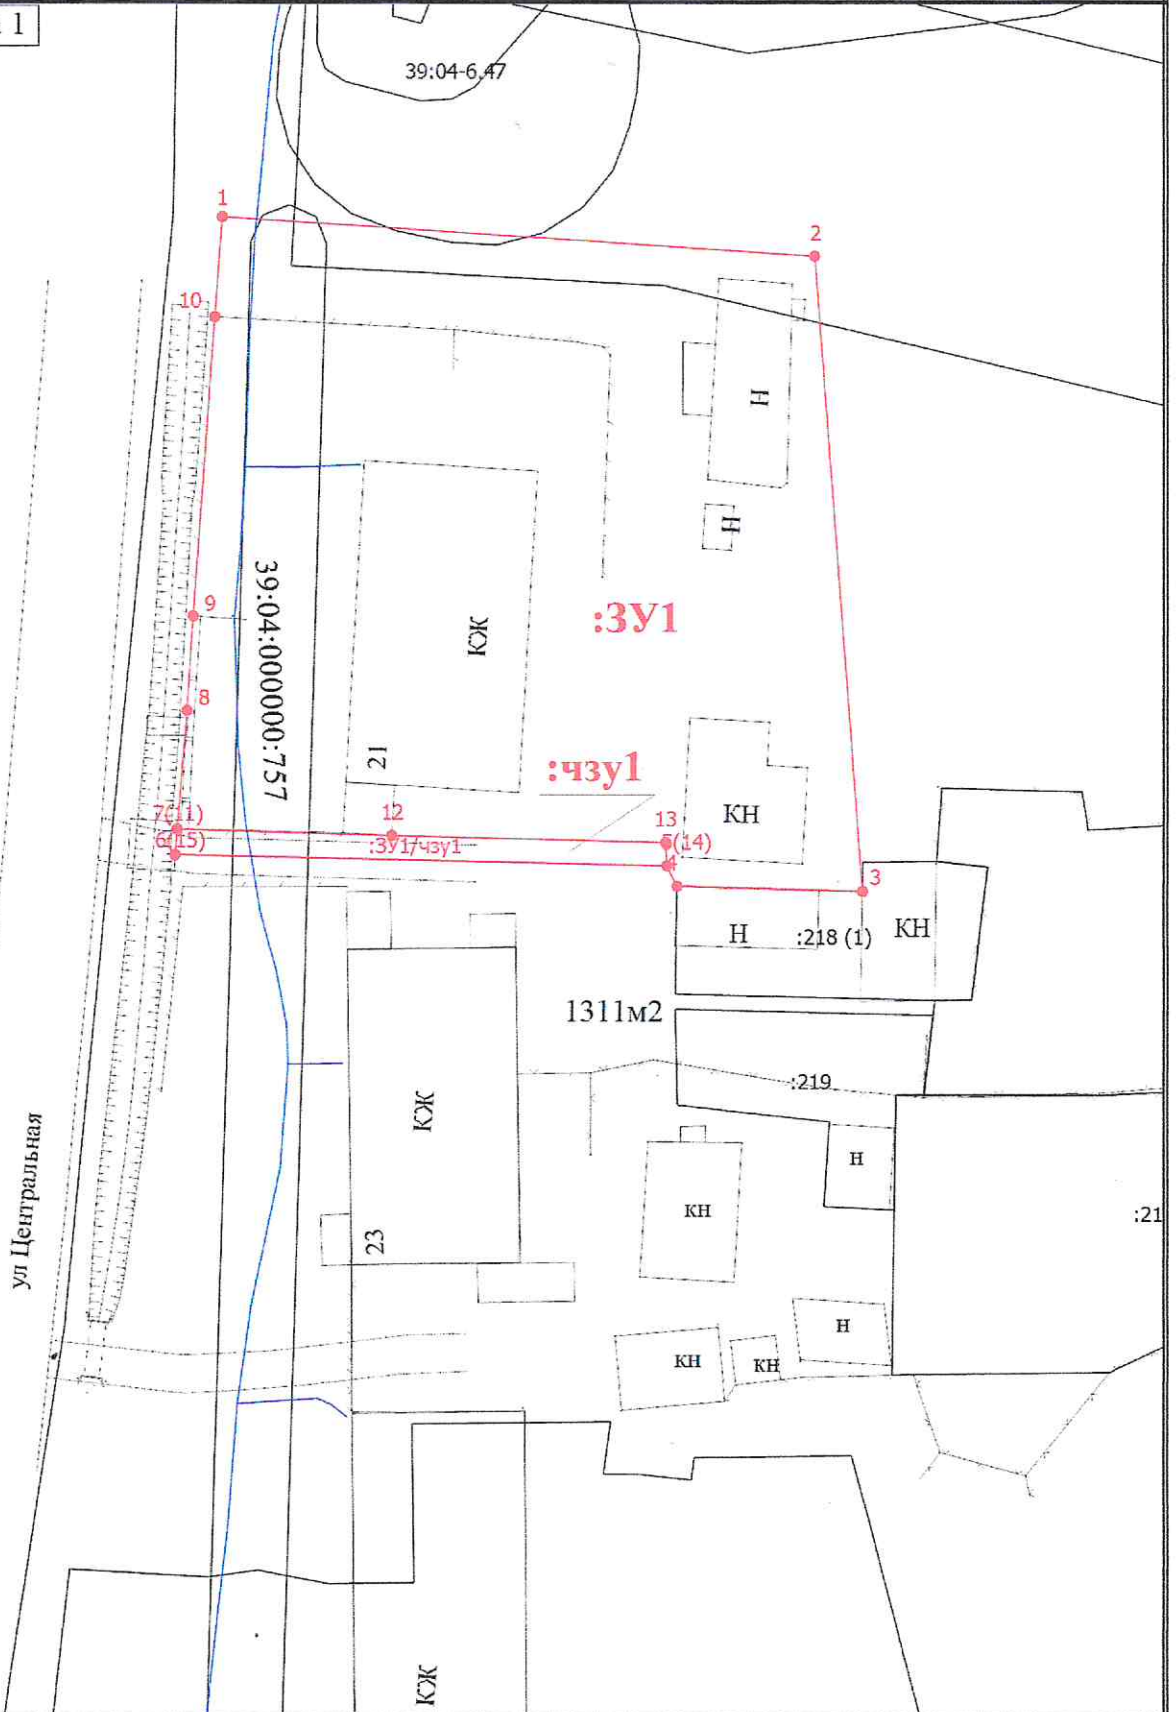 1
39:04-6.47
1
2
10
Н
Н
9
39:04:000000:757
:ЗУ1
КЖ
8
21
:чзу1
12
13
КН
7(11)
:ЗУ1/чзу1
5(14)
6(15)
4
3
Н
:218 (1)
КН
1311м2
:219
КЖ
ул Центральная
Н
КН
:21
23
Н
КН
КН
КЖ